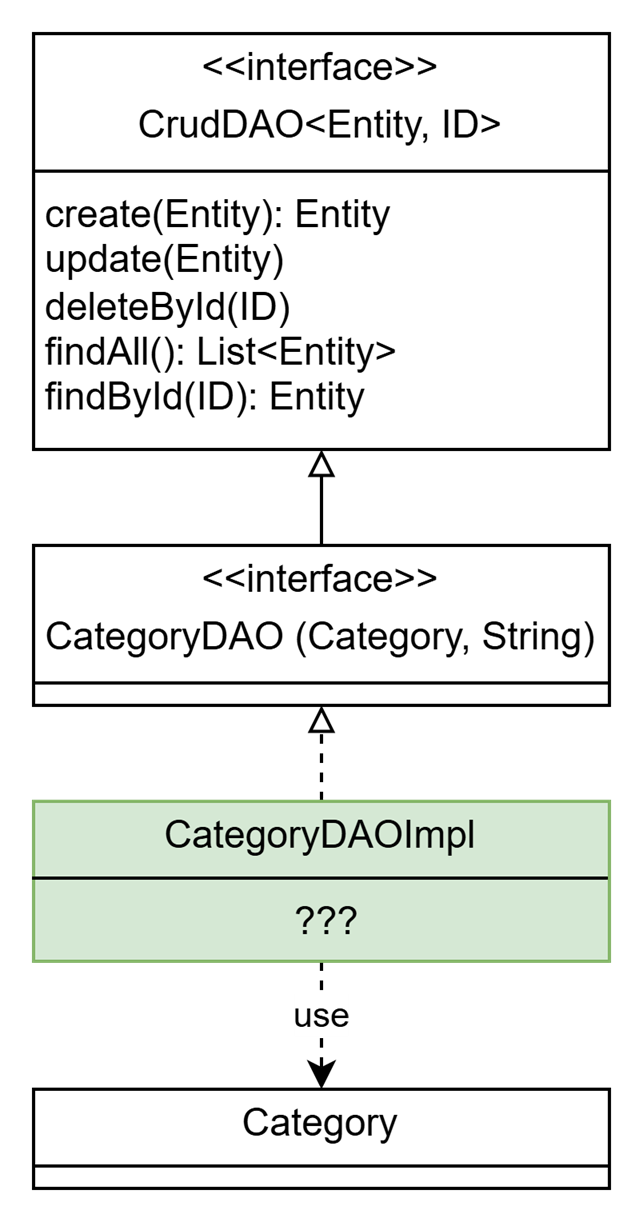 <<interface>>
CrudDAO<Entity, ID>
create(Entity): Entity
update(Entity)
deleteById(ID)
findAll(): List<Entity>
findById(ID): Entity
<<interface>>
CategoryDAO (Category, String)
CategoryDAOImpl
???
use
Category